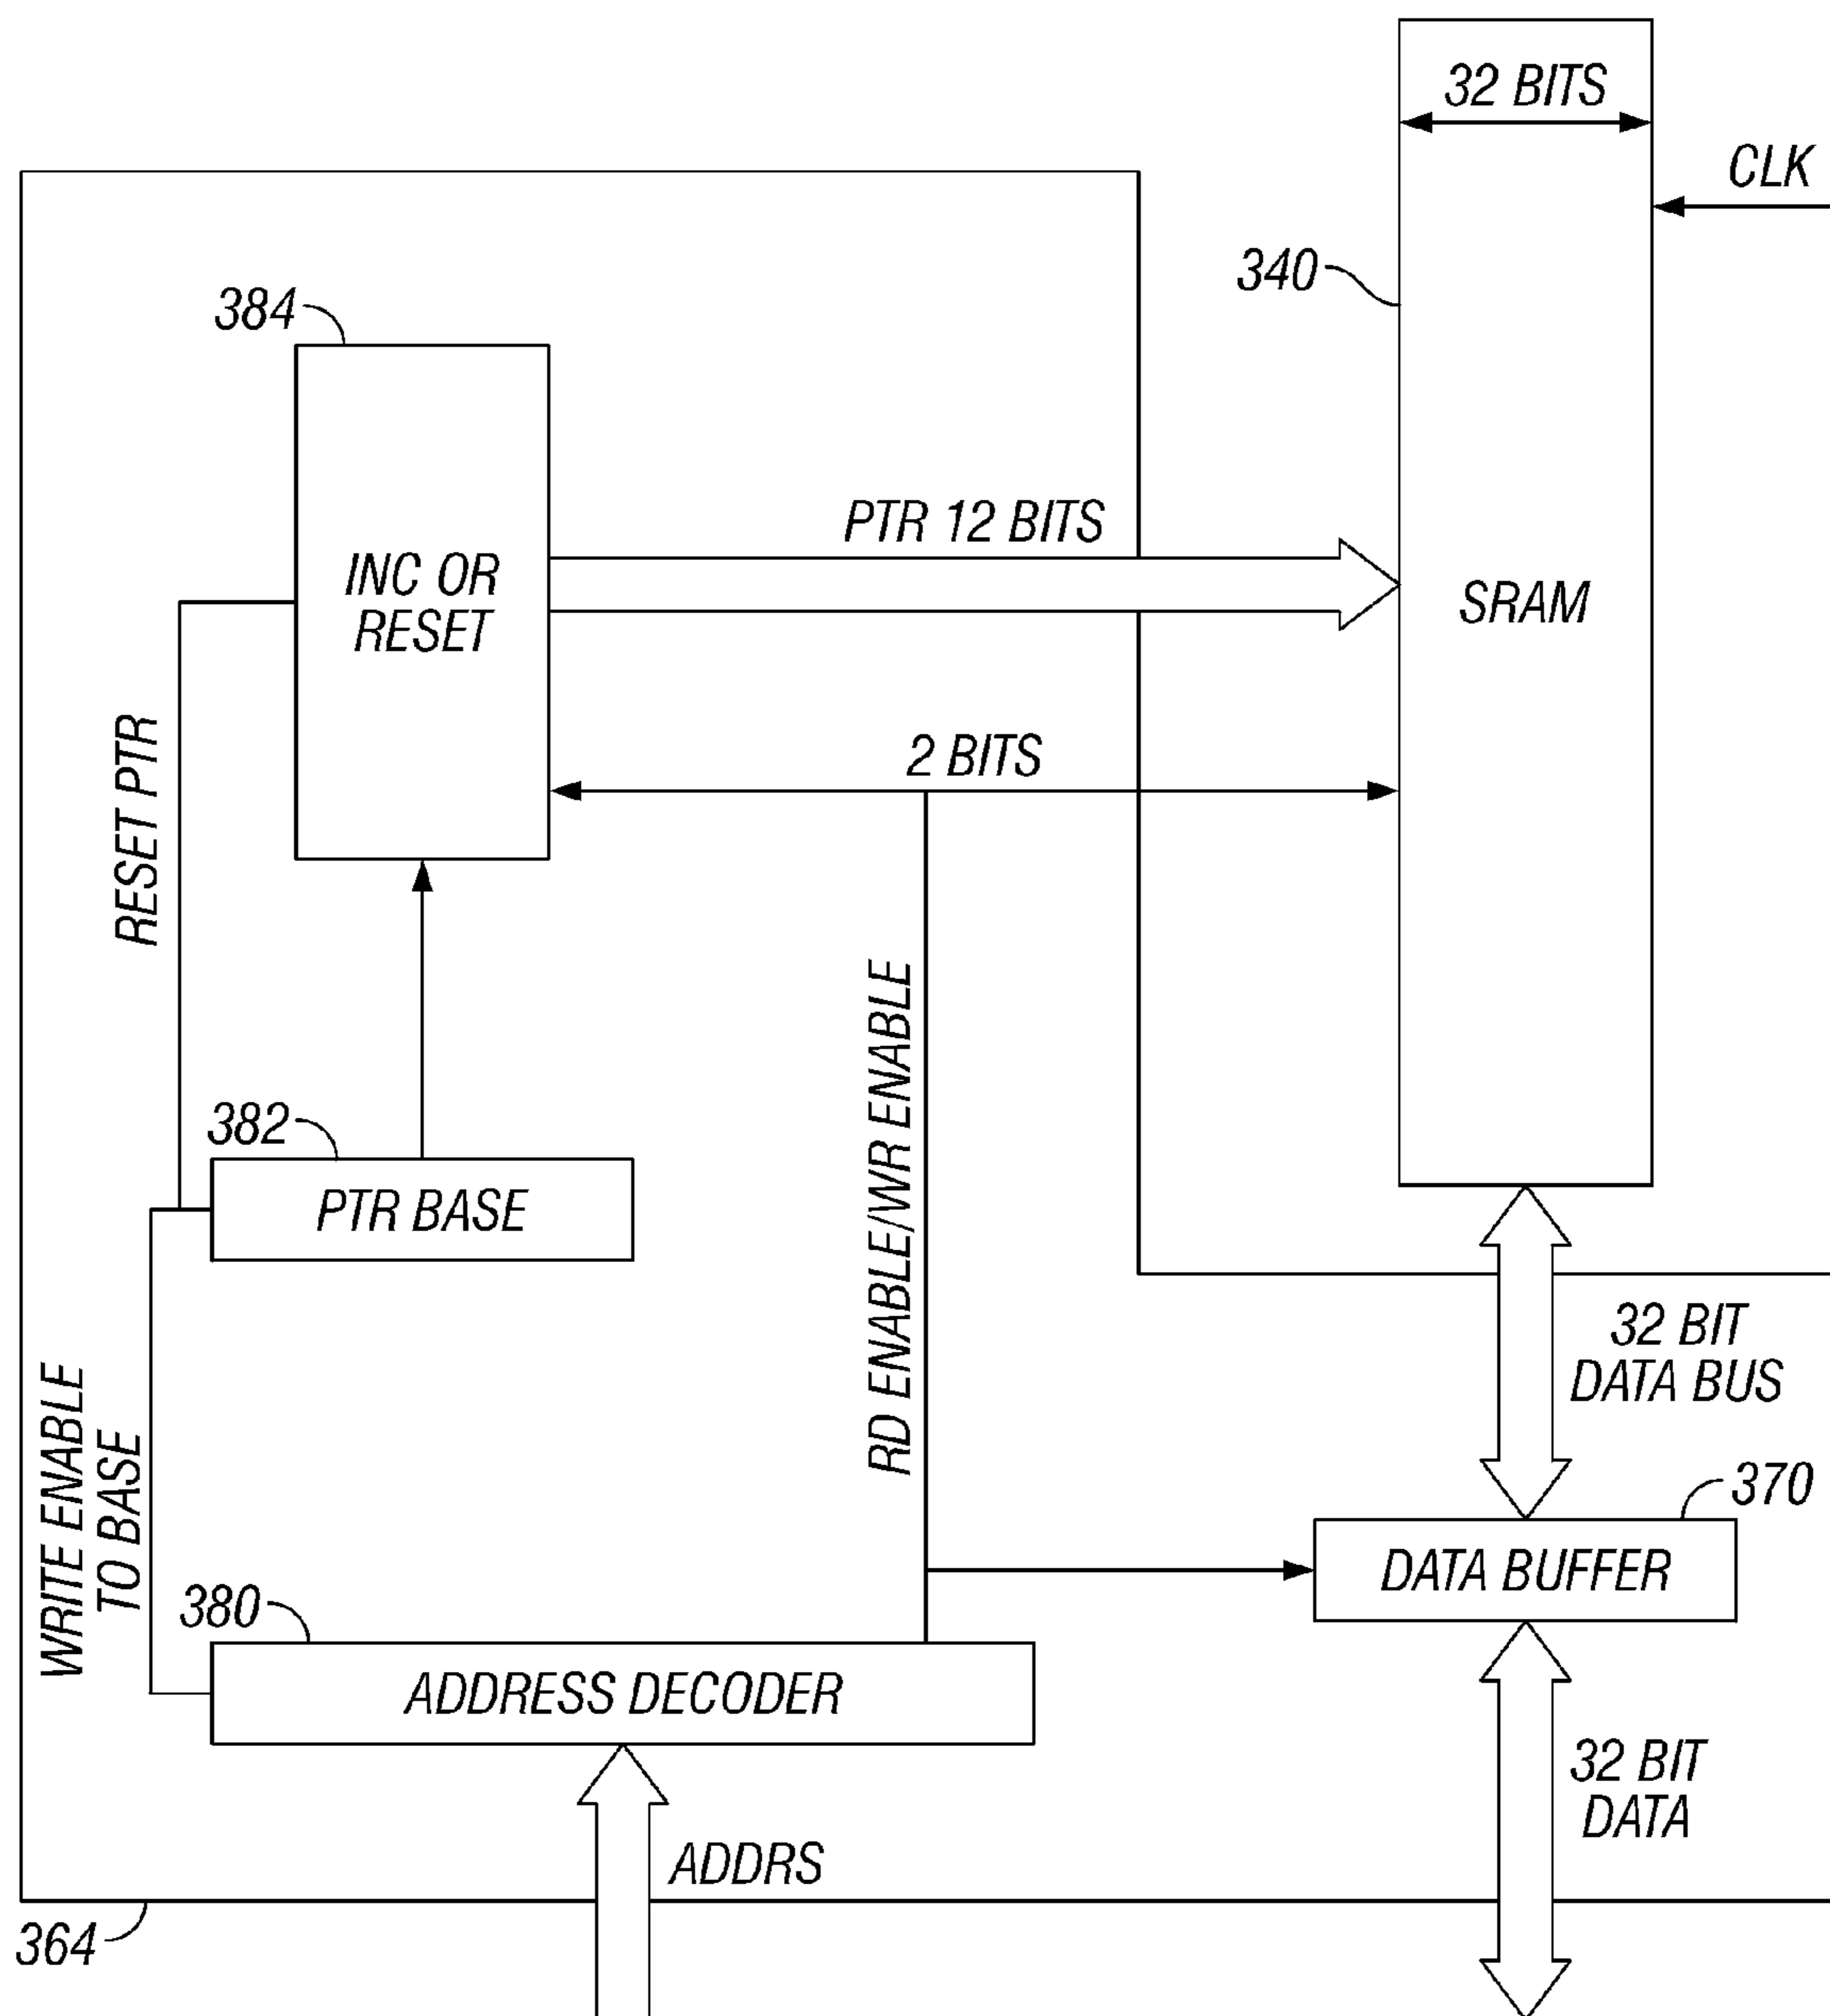 32 BITS
CLK
340
384
INC OR
RESET
PTR 12 BITS
SRAM
2 BITS
RESET PTR
RD ENABLE/WR ENABLE
382
PTR BASE
32 BIT
DATA BUS
WRITE ENABLE
TO BASE
370
DATA BUFFER
380
ADDRESS DECODER
32 BIT
DATA
ADDRS
364